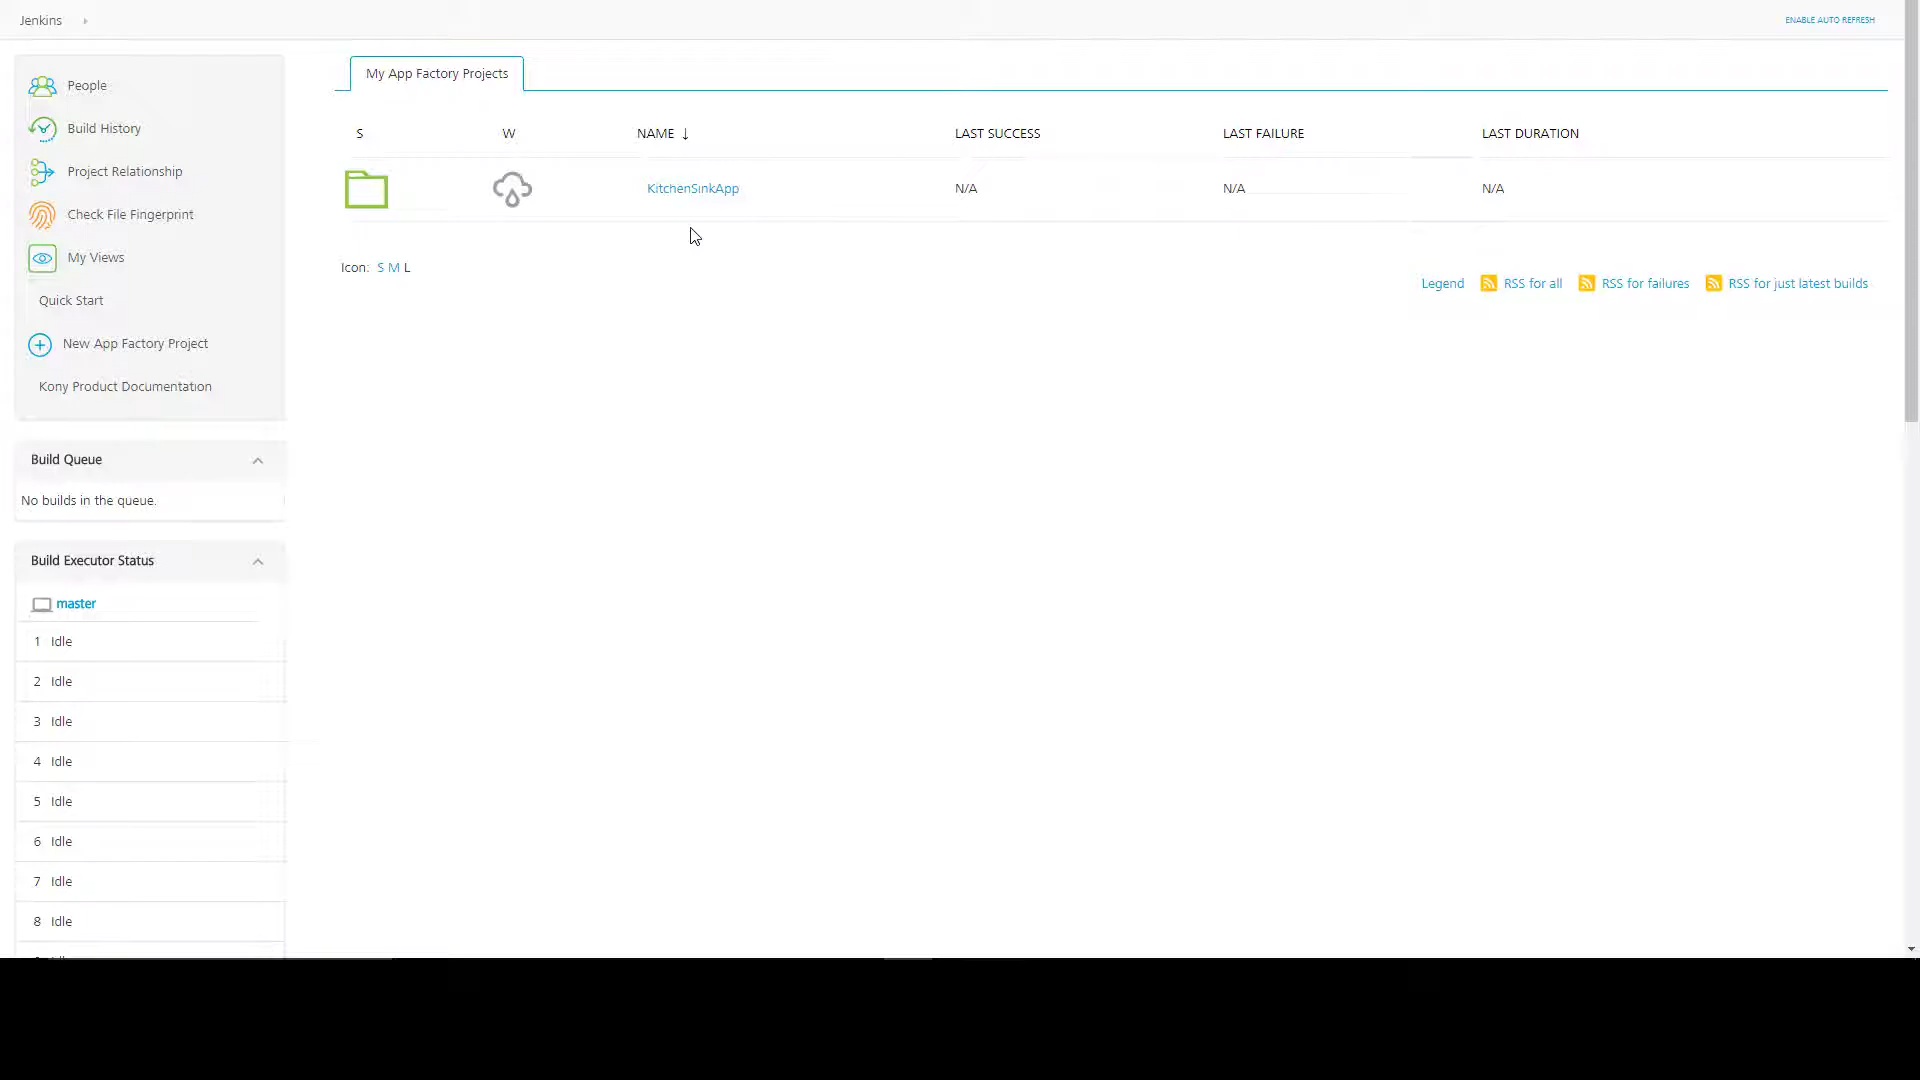 Jenkins
ENABLE AUTO REFRESH
People
Build History
Project Relationship
Check File Fingerprint
My Views
Quick Start
New App Factory Project
Kony Product Documentation
Build Queue
No builds in the queue.
Build Executor Status
master
1 Idle
2 Idle
3 Idle
4 Idle
5 Idle
6 Idle
7 Idle
8 Idle
My App Factory Projects
S W NAME ↓ LAST SUCCESS LAST FAILURE LAST DURATION
KitchenSinkApp N/A N/A N/A
Icon: S M L
Legend RSS for all RSS for failures RSS for just latest builds